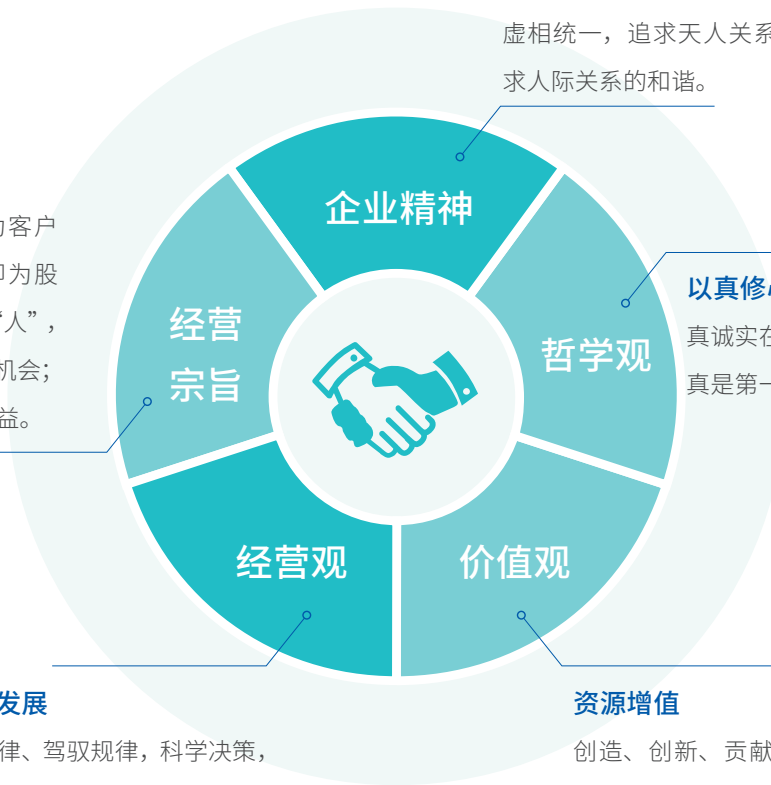 虚相统一，追求天人关系
求人际关系的和谐。
企业精神
客户
即为股
“人”，
机会；
益。
经营
宗旨
哲学观
以真修
真诚实在
真是第一
经营观
价值观
发展
律、驾驭规律，科学决策，
资源增值
创造、创新、贡献